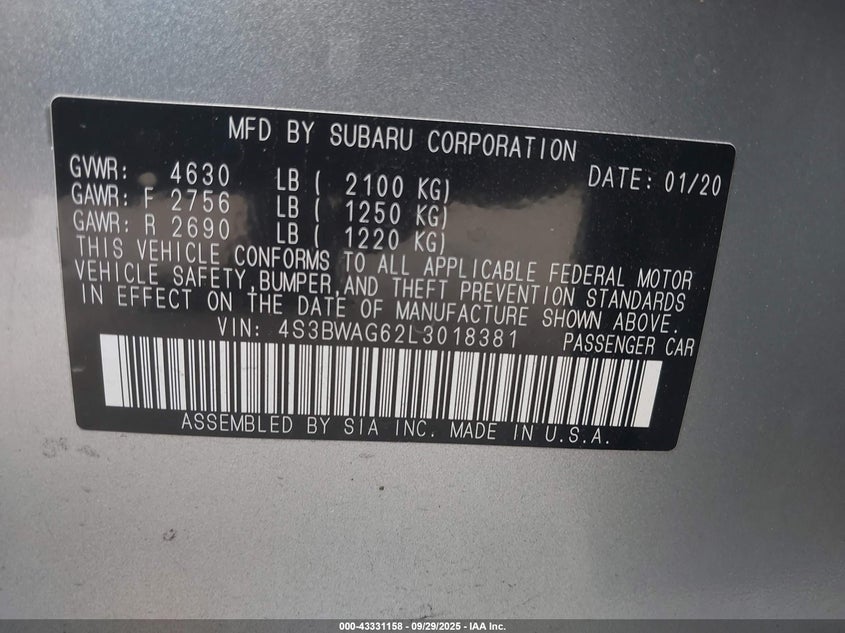 MFD BY SUBARU CORPORATION
GVWR: 4630 LB ( 2100 KG) DATE: 01/20
GAWR: F 2756 LB ( 1250 KG)
GAWR: R 2690 LB ( 1220 KG)
THIS VEHICLE CONFORMS TO ALL APPLICABLE FEDERAL MOTOR
VEHICLE SAFETY,BUMPER,AND THEFT PREVENTION STANDARDS
IN EFFECT ON THE DATE OF MANUFACTURE SHOWN ABOVE.
VIN: 4S3BWAG62L3018381 PASSENGER CAR
ASSEMBLED BY SIA INC. MADE IN U.S.A.
000-43331158 - 09/29/2025 - IAA Inc.